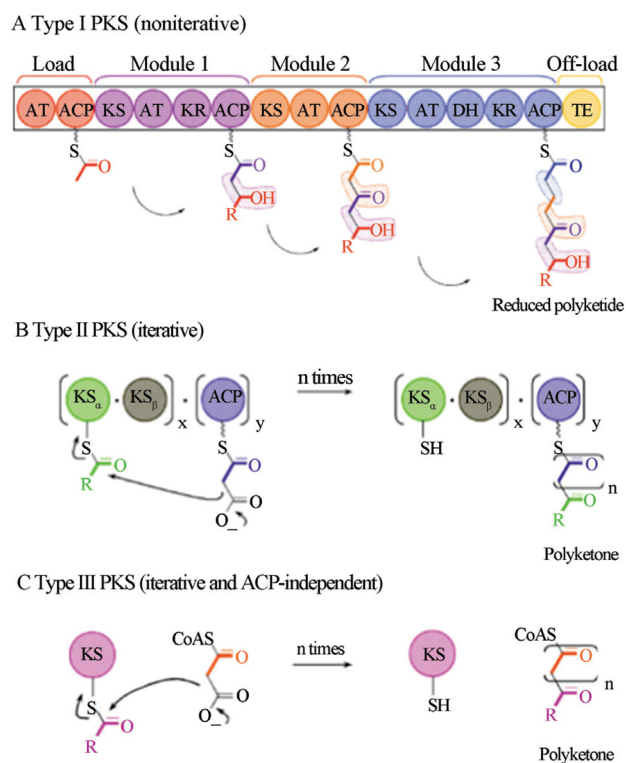 A Type I PKS (noniterative)
Load Module 1 Module 2 Module 3 Off-load
AT ACP KS AT KR ACP KS AT ACP KS AT DH KR ACP TE
S S S S
O O O O
OH O
R
OH O
R
OH
R
Reduced polyketide
B Type II PKS (iterative)
KSα · KSβ x · ACP y n times KSα · KSβ x · ACP y
S S SH S
O O O
R O n
O_ O
R
Polyketone
C Type III PKS (iterative and ACP-independent)
KS CoAS O n times KS CoAS O
S O SH n
O O_ O
R R
Polyketone